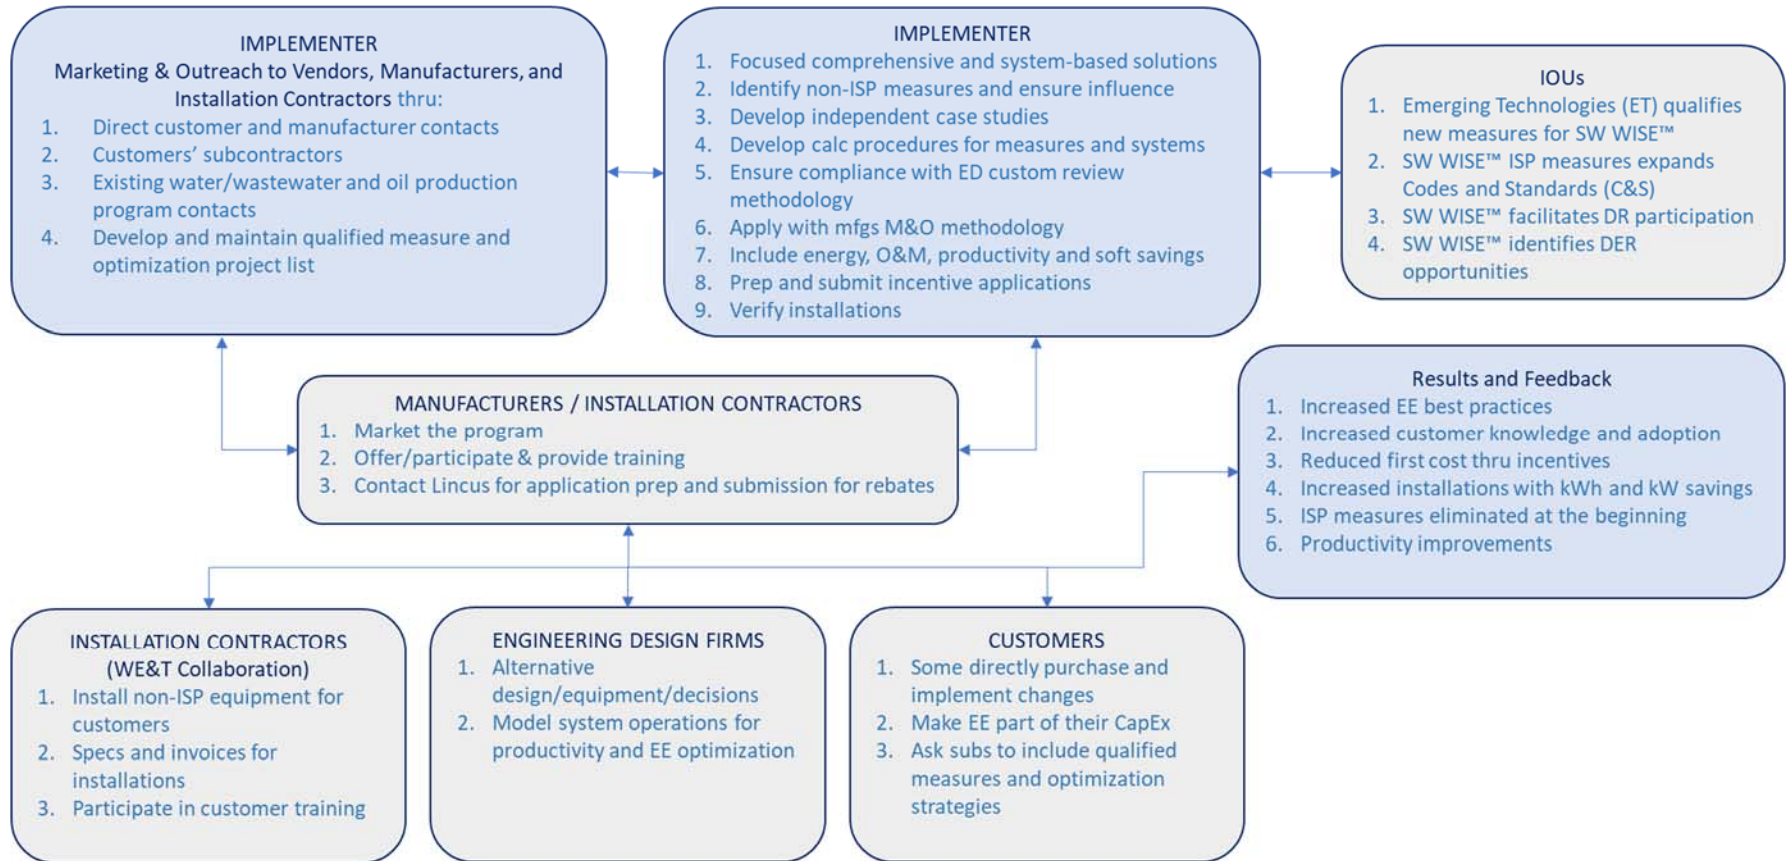 IMPLEMENTER
Marketing & Outreach to Vendors, Manufacturers, and
Installation Contractors thru:
1. Direct customer and manufacturer contacts
2. Customers' subcontractors
3. Existing water/wastewater and oil production
program contacts
4. Develop and maintain qualified measure and
optimization project list
IMPLEMENTER
1. Focused comprehensive and system-based solutions
2. Identify non-ISP measures and ensure influence
3. Develop independent case studies
4. Develop calc procedures for measures and systems
5. Ensure compliance with ED custom review
methodology
6. Apply with mfgs M&O methodology
7. Include energy, O&M, productivity and soft savings
8. Prep and submit incentive applications
9. Verify installations
IOUs
1. Emerging Technologies (ET) qualifies
new measures for SW WISE™
2. SW WISE™ ISP measures expands
Codes and Standards (C&S)
3. SW WISE™ facilitates DR participation
4. SW WISE™ identifies DER
opportunities
MANUFACTURERS / INSTALLATION CONTRACTORS
1. Market the program
2. Offer/participate & provide training
3. Contact Lincus for application prep and submission for rebates
Results and Feedback
1. Increased EE best practices
2. Increased customer knowledge and adoption
3. Reduced first cost thru incentives
4. Increased installations with kWh and kW savings
5. ISP measures eliminated at the beginning
6. Productivity improvements
INSTALLATION CONTRACTORS
(WE&T Collaboration)
1. Install non-ISP equipment for
customers
2. Specs and invoices for
installations
3. Participate in customer training
ENGINEERING DESIGN FIRMS
1. Alternative
design/equipment/decisions
2. Model system operations for
productivity and EE optimization
CUSTOMERS
1. Some directly purchase and
implement changes
2. Make EE part of their CapEx
3. Ask subs to include qualified
measures and optimization
strategies